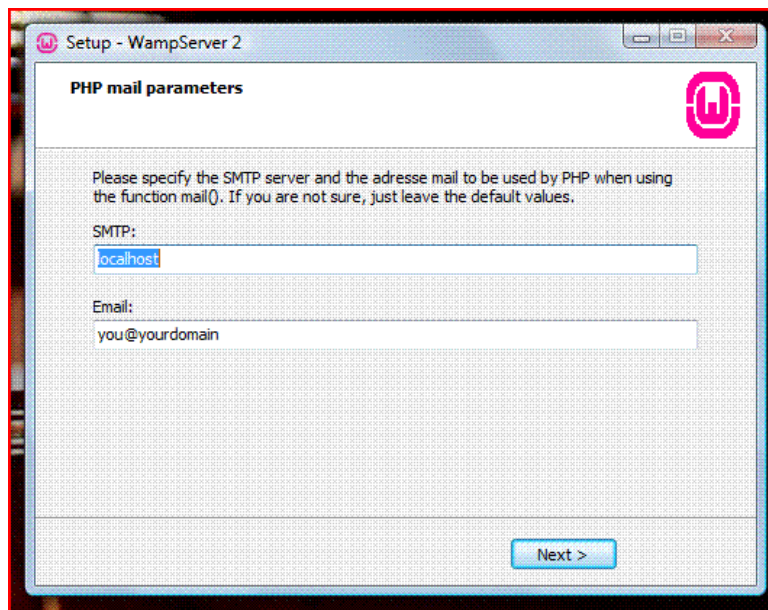 Setup - WampServer 2
PHP mail parameters
Please specify the SMTP server and the adresse mail to be used by PHP when using
the function mail(). If you are not sure, just leave the default values.
SMTP:
localhost
Email:
you@yourdomain
Next >